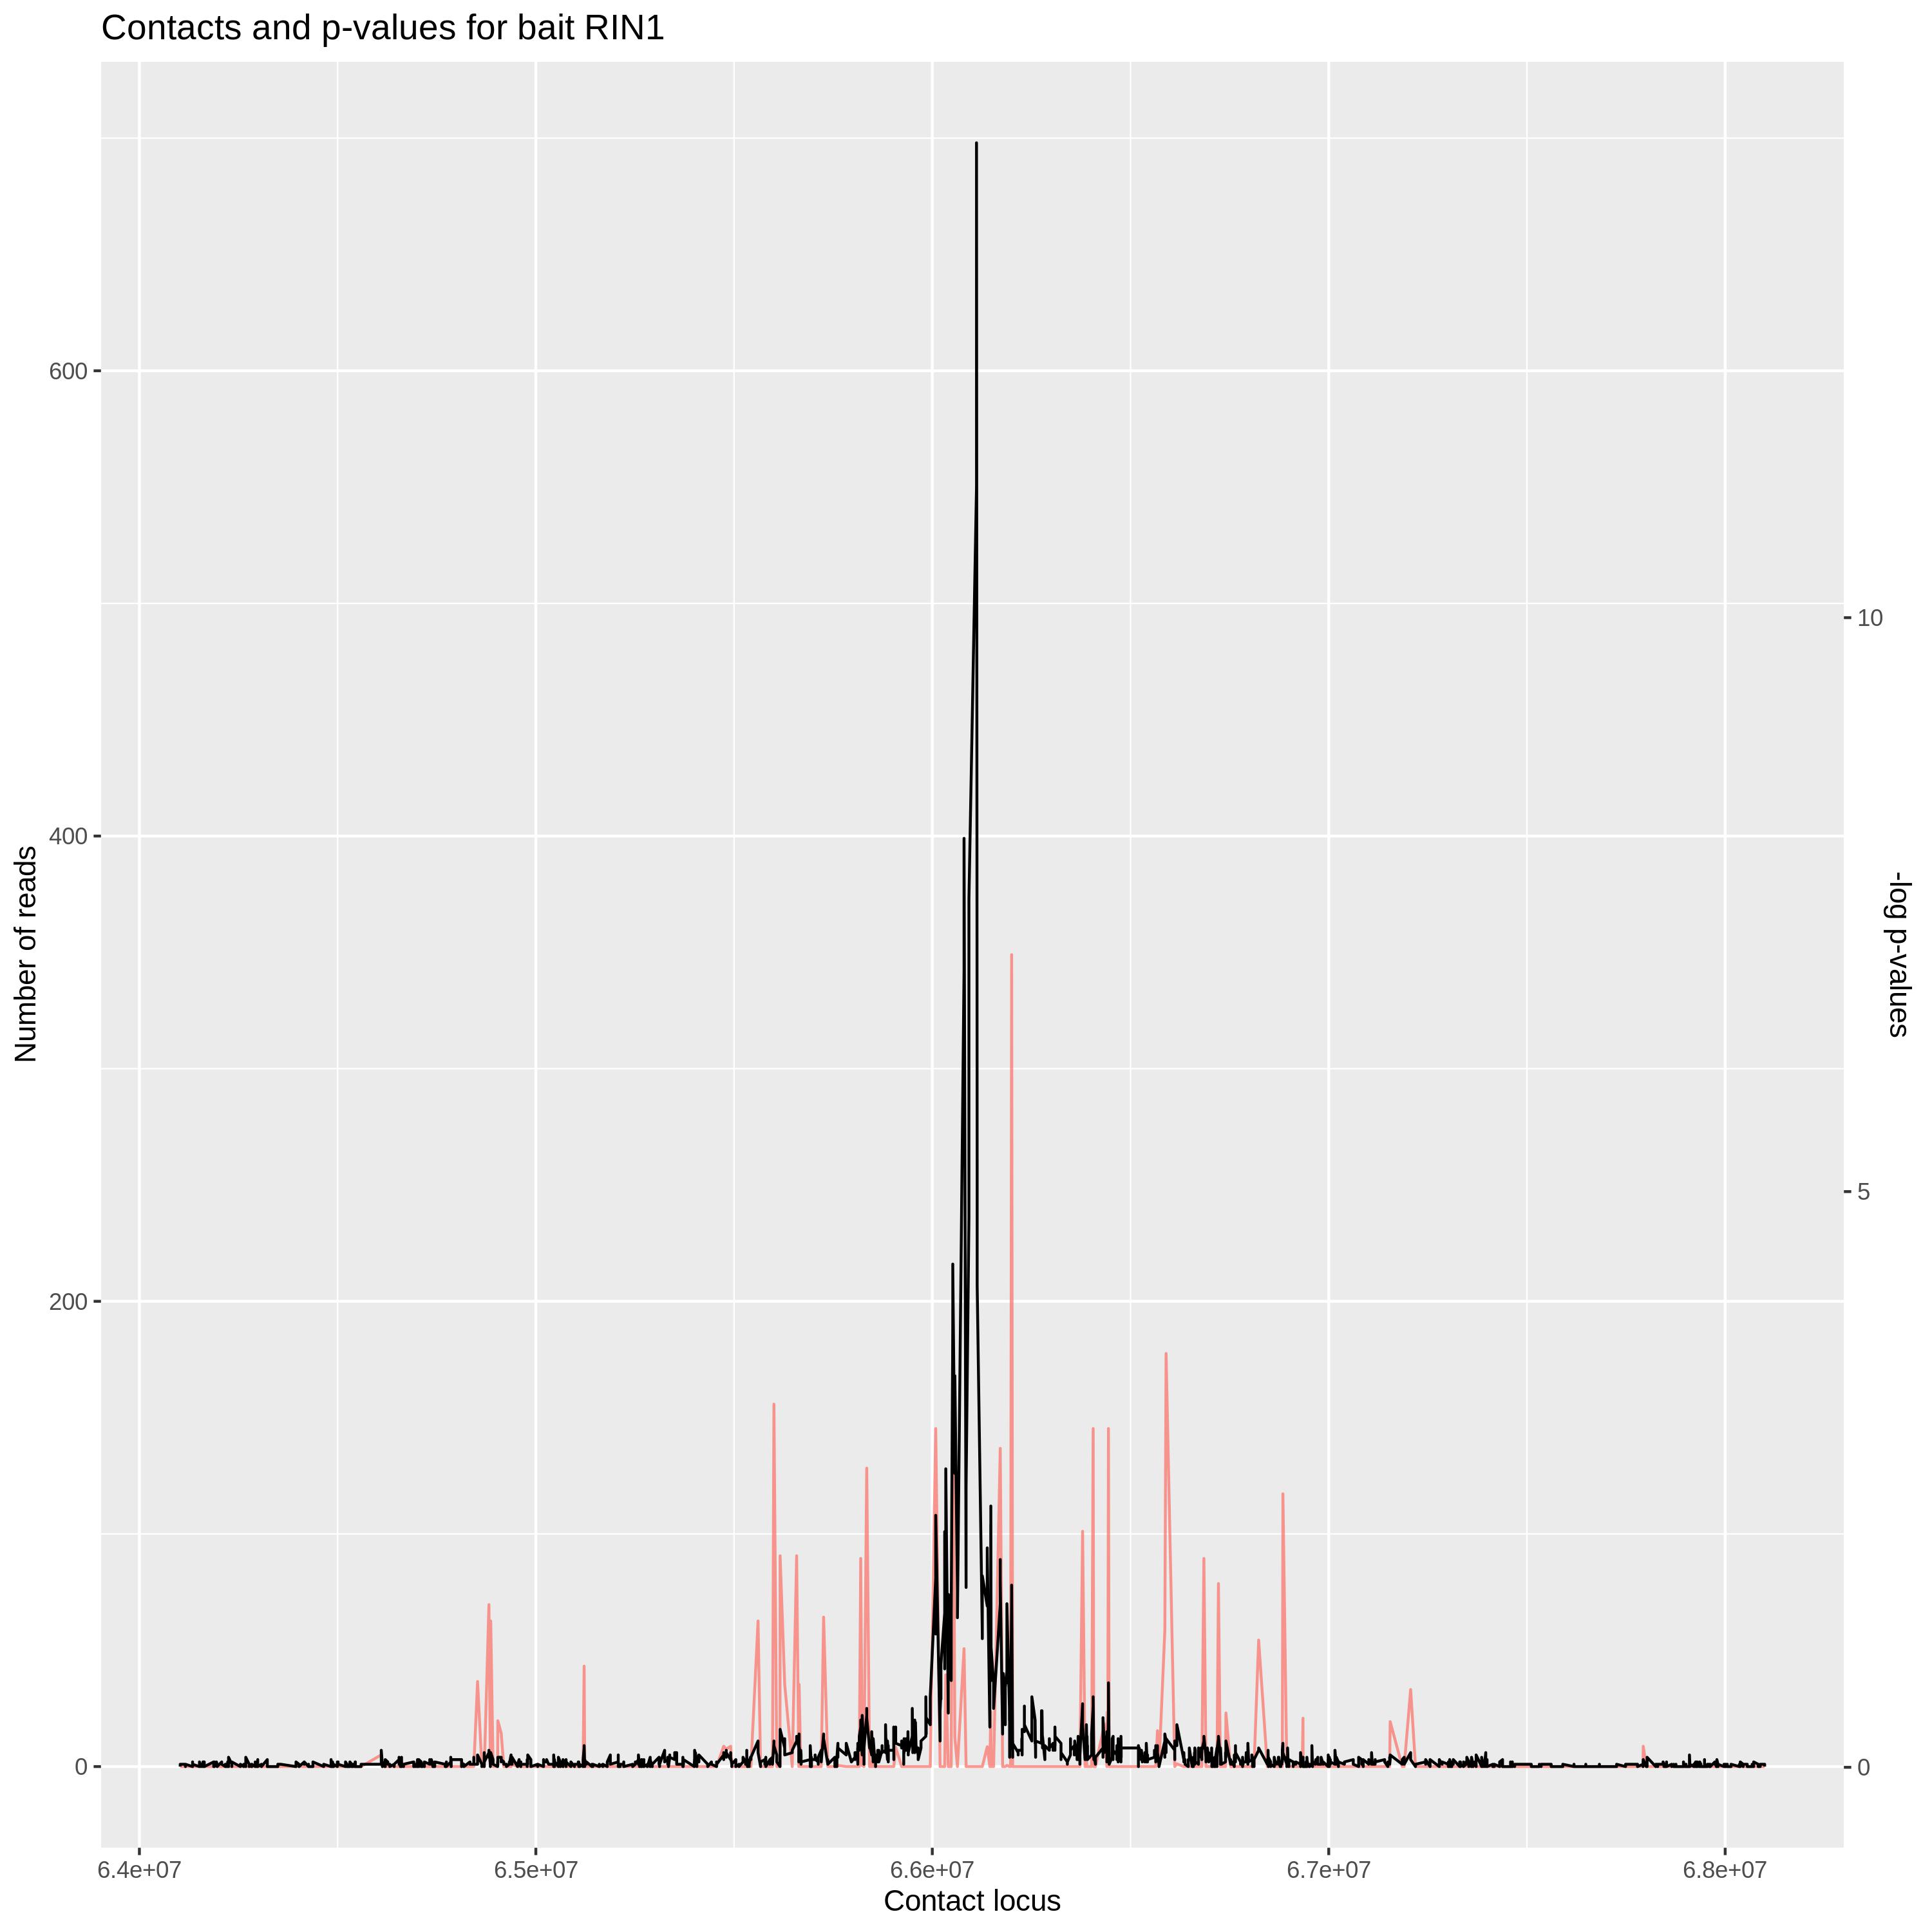 Contacts and p-values for bait RIN1
600
400
200
0
10
5
0
Number of reads
-log p-values
6.4e+07
6.5e+07
6.6e+07
6.7e+07
6.8e+07
Contact locus